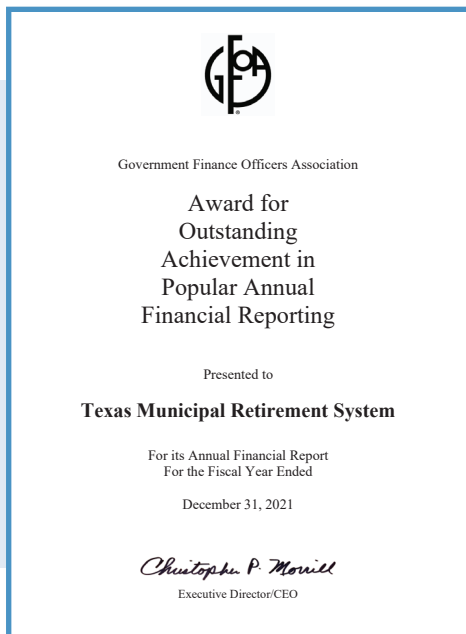 GFOA
Government Finance Officers Association
Award for
Outstanding
Achievement in
Popular Annual
Financial Reporting
Presented to
Texas Municipal Retirement System
For its Annual Financial Report
For the Fiscal Year Ended
December 31, 2021
Christopher P. Morrill
Executive Director/CEO